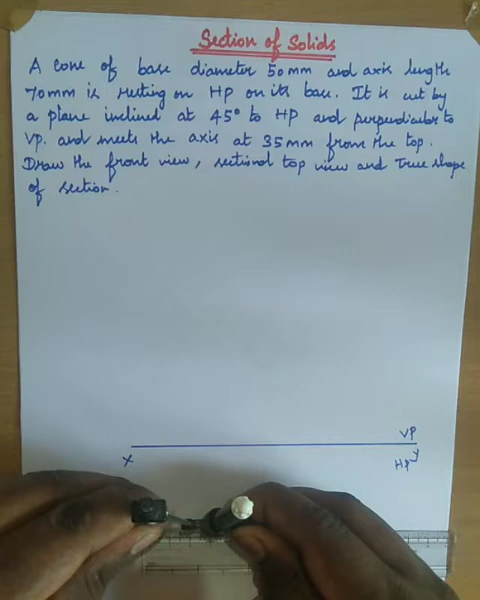 Section of Solids
A cone of base diameter 50mm and axis length
70mm is resting on HP on its base. It is cut by
a plane inclined at 45° to HP and perpendicular to
VP. and meets the axis at 35mm from the top.
Draw the front view, sectional top view and True shape
of section.
VP
X
HP
Y